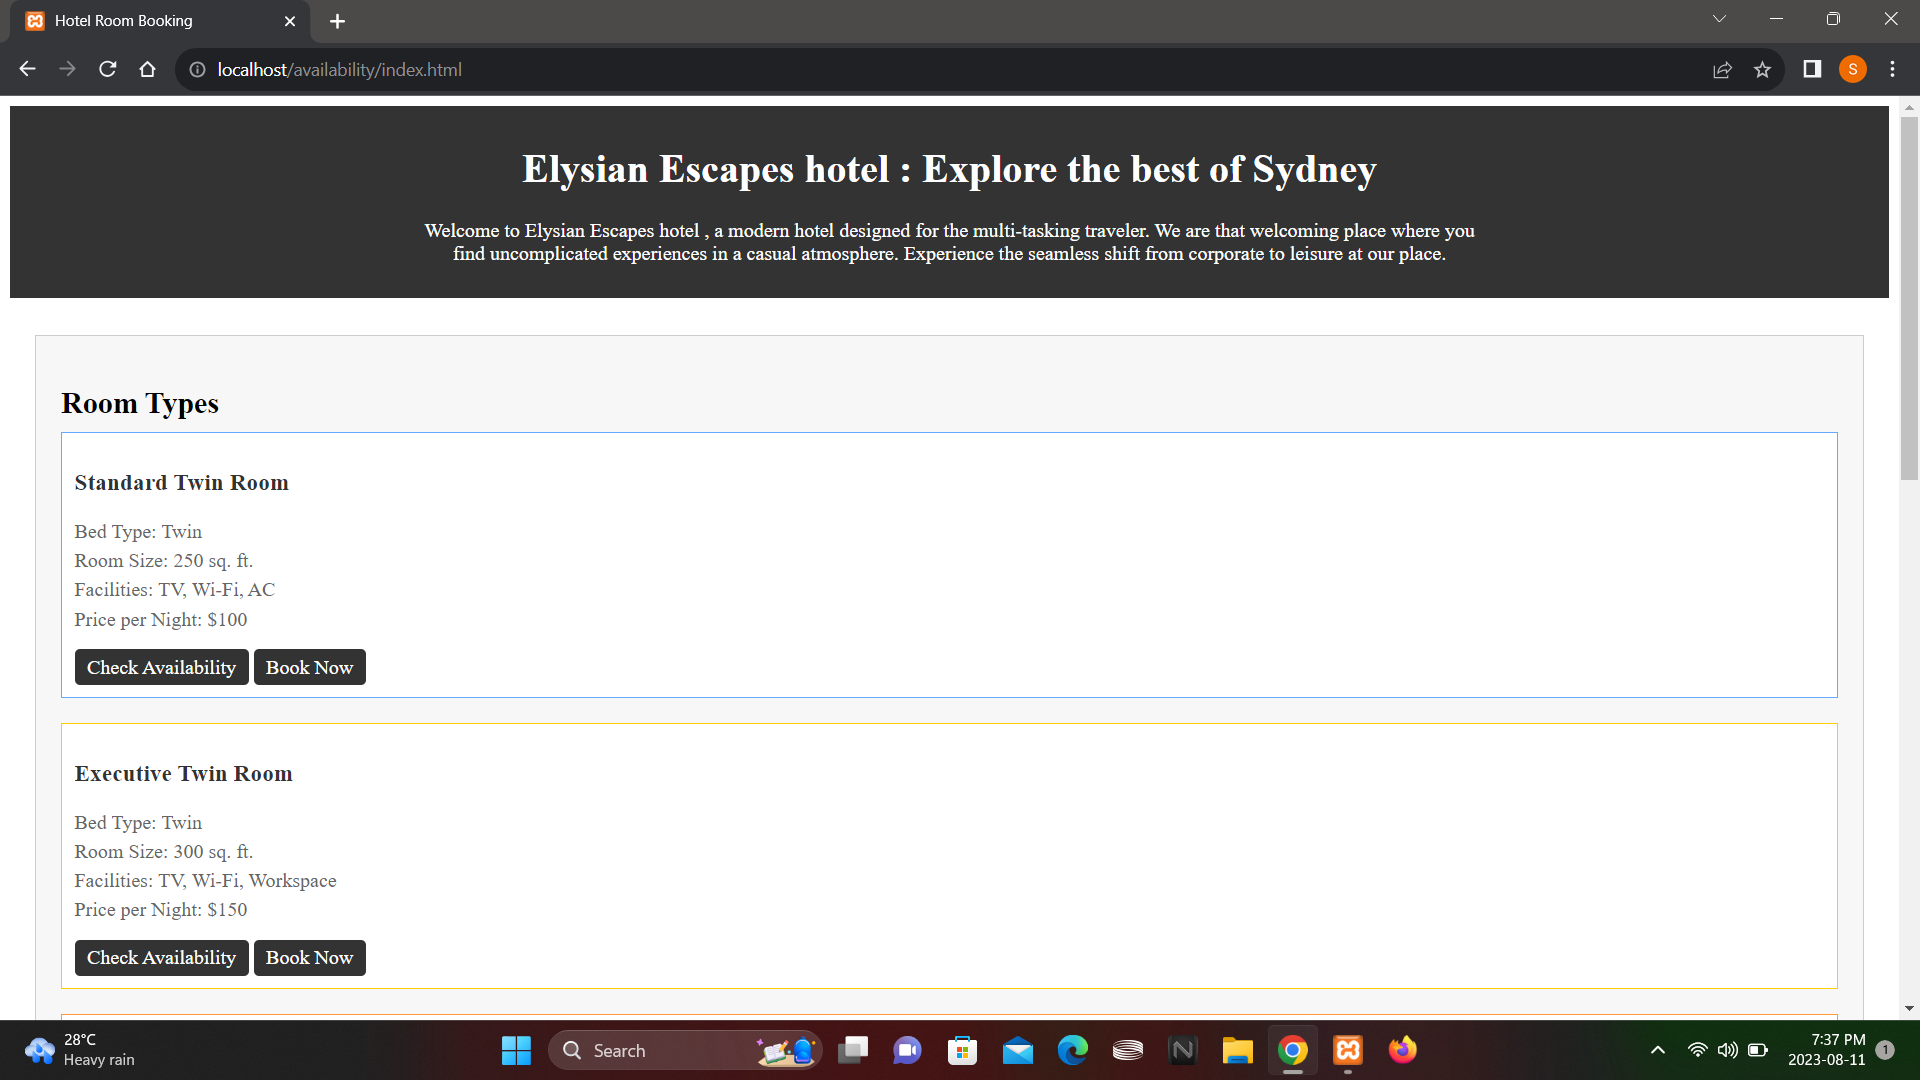 Hotel Room Booking
localhost/availability/index.html
S
Elysian Escapes hotel : Explore the best of Sydney
Welcome to Elysian Escapes hotel , a modern hotel designed for the multi-tasking traveler. We are that welcoming place where you
find uncomplicated experiences in a casual atmosphere. Experience the seamless shift from corporate to leisure at our place.
Room Types
Standard Twin Room
Bed Type: Twin
Room Size: 250 sq. ft.
Facilities: TV, Wi-Fi, AC
Price per Night: $100
Check Availability Book Now
Executive Twin Room
Bed Type: Twin
Room Size: 300 sq. ft.
Facilities: TV, Wi-Fi, Workspace
Price per Night: $150
Check Availability Book Now
28°C
Heavy rain
Search
N
7:37 PM
2023-08-11
1